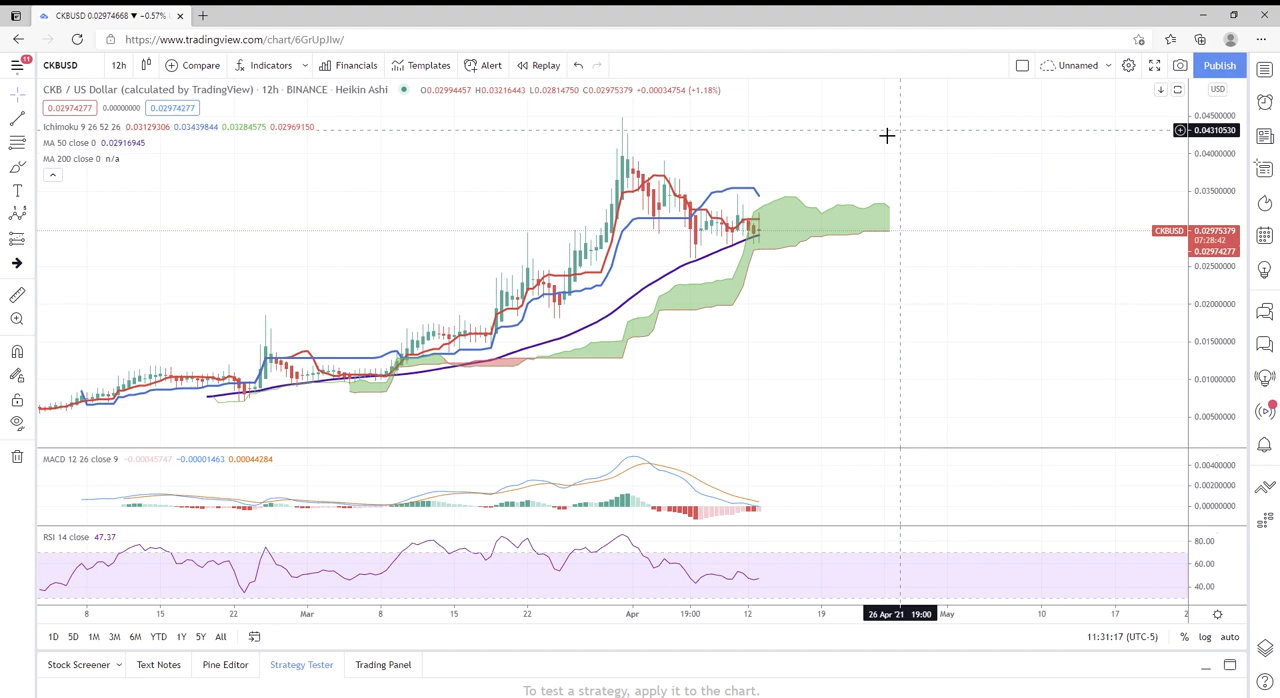 CKBUSD 0.02974668 ▼ −0.57%
https://www.tradingview.com/chart/6GrUpJIw/
11
CKBUSD 12h Compare Indicators Financials Templates Alert Replay Unnamed Publish
CKB / US Dollar (calculated by TradingView) · 12h · BINANCE · Heikin Ashi O0.02994457 H0.03216443 L0.02814750 C0.02975379 +0.00034754 (+1.18%)
USD
0.02974277 0.00000000 0.02974277
Ichimoku 9 26 52 26 0.03129306 0.03439844 0.03284575 0.02969150
MA 50 close 0 0.02916945
MA 200 close 0 n/a
0.04500000
0.04310530
0.04000000
0.03500000
CKBUSD 0.02975379
07:28:42
0.02974277
0.02500000
0.02000000
0.01500000
0.01000000
0.00500000
MACD 12 26 close 9 −0.00045747 −0.00001463 0.00044284
0.00400000
0.00000000
RSI 14 close 47.37
80.00
60.00
40.00
8 15 22 Mar 8 15 22 Apr 19:00 12 19 26 Apr '21 19:00 May 10 17 2
1D 5D 1M 3M 6M YTD 1Y 5Y All 11:31:17 (UTC-5) % log auto
Stock Screener Text Notes Pine Editor Strategy Tester Trading Panel
To test a strategy, apply it to the chart.